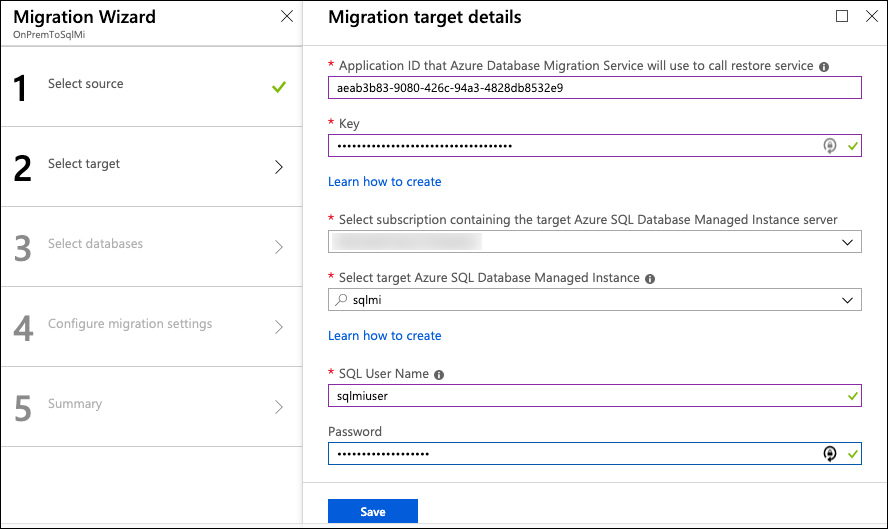 Migration Wizard
OnPremToSqlMi
1 Select source
2 Select target
3 Select databases
4 Configure migration settings
5 Summary
Migration target details
* Application ID that Azure Database Migration Service will use to call restore service
aeab3b83-9080-426c-94a3-4828db8532e9
* Key
Learn how to create
* Select subscription containing the target Azure SQL Database Managed Instance server
* Select target Azure SQL Database Managed Instance
sqlmi
Learn how to create
* SQL User Name
sqlmiuser
Password
Save